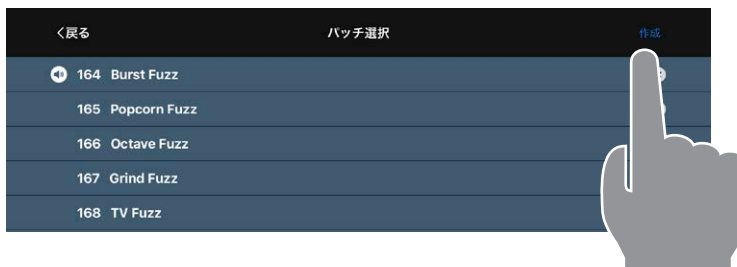 く戻る パッチ選択 作成
164 Burst Fuzz
165 Popcorn Fuzz
166 Octave Fuzz
167 Grind Fuzz
168 TV Fuzz